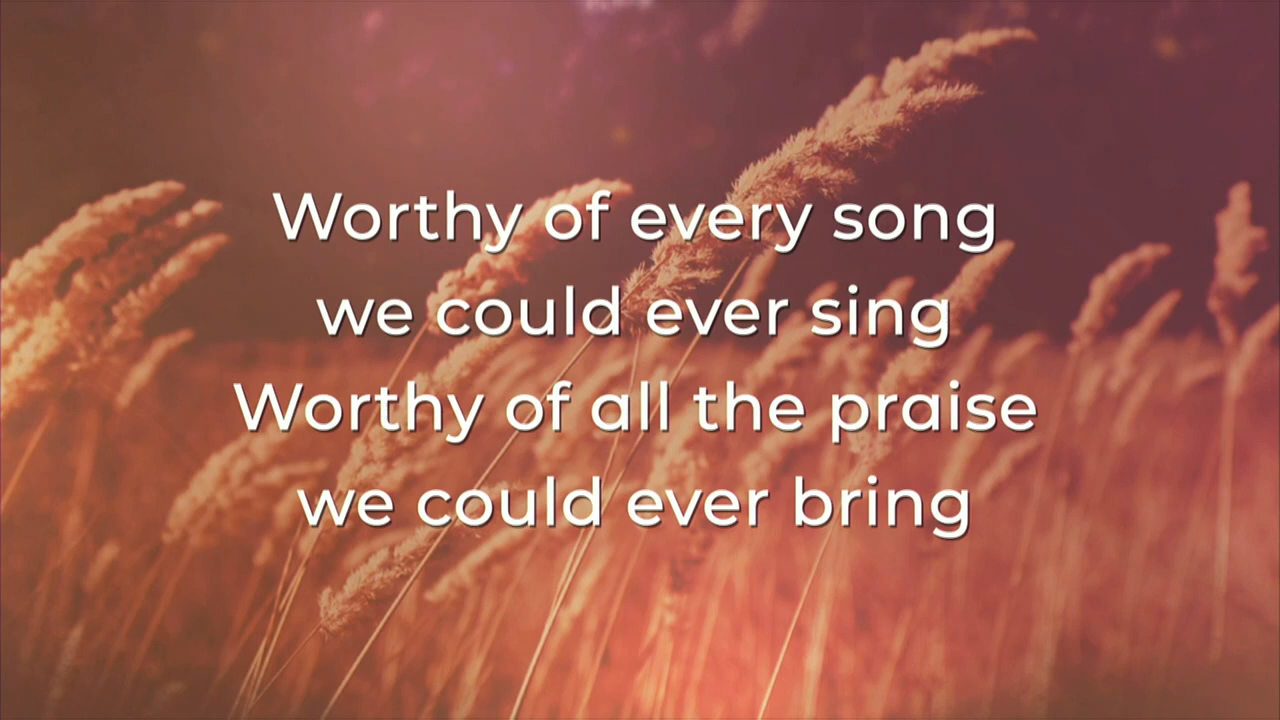 Worthy of every song
we could ever sing
Worthy of all the praise
we could ever bring